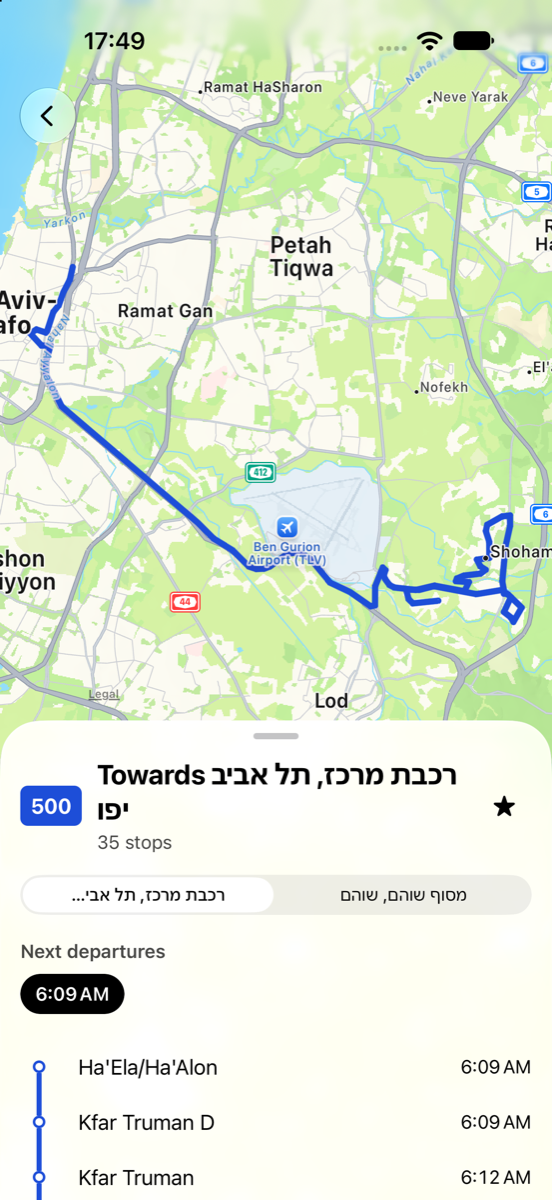 17:49
6
Ramat HaSharon
Neve Yarak
5
Yarkon
Petah
Tiqwa
Aviv-
afo
Ramat Gan
Nofekh
El'
412
6
Ben Gurion
Airport (TLV)
Shoham
shon
iyyon
44
Legal
Lod
500
Towards רכבת מרכז, תל אביב
יפו
35 stops
רכבת מרכז, תל אבי...
מסוף שוהם, שוהם
Next departures
6:09 AM
Ha'Ela/Ha'Alon 6:09 AM
Kfar Truman D 6:09 AM
Kfar Truman 6:12 AM